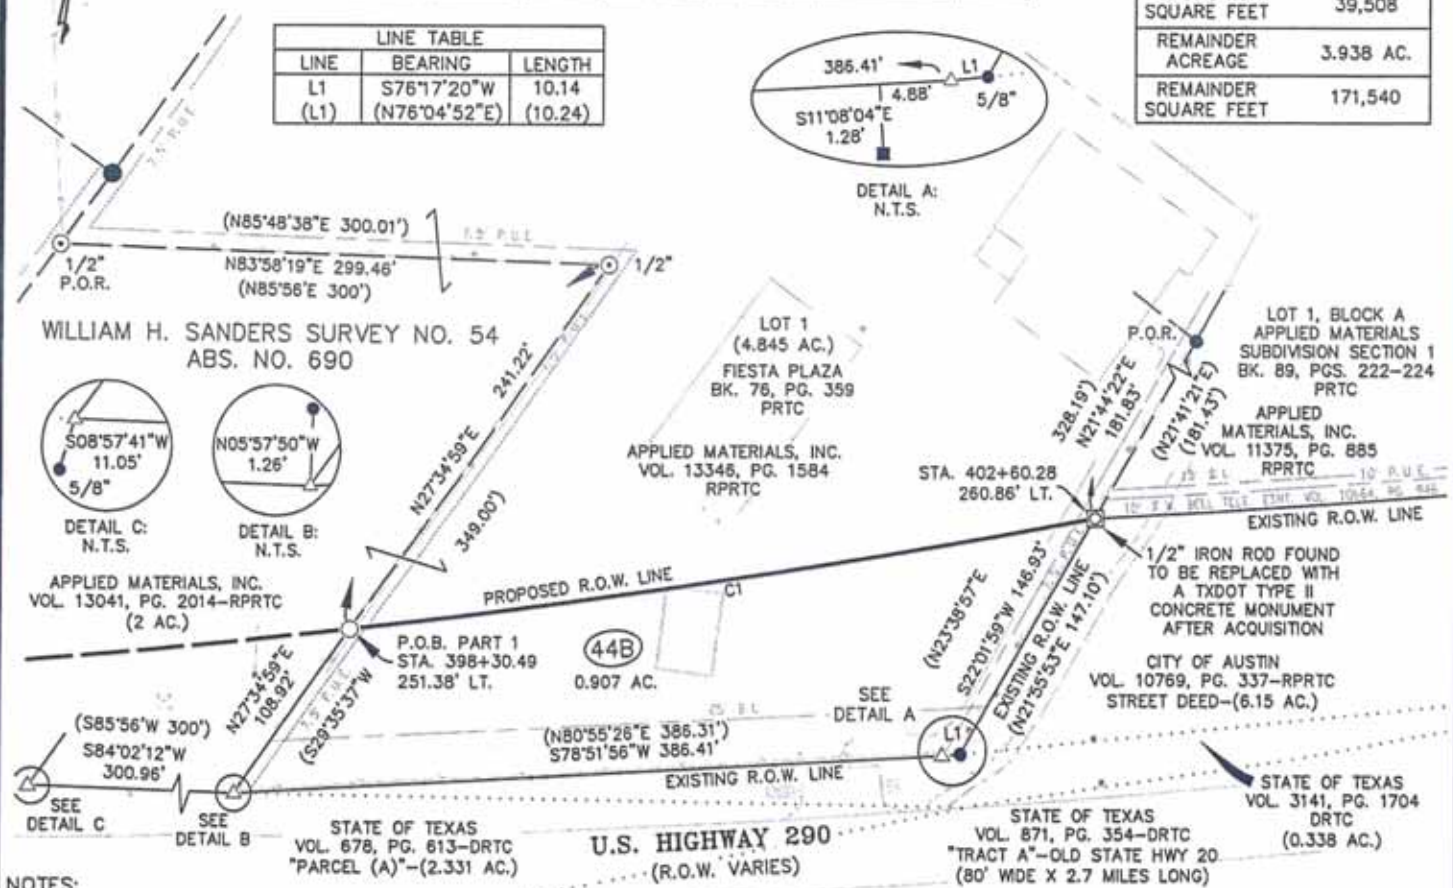 LINE TABLE
LINE BEARING LENGTH
L1 S76°17'20"W 10.14
(L1) (N76°04'52"E) (10.24)
SQUARE FEET 39,508
REMAINDER
ACREAGE 3.938 AC.
REMAINDER
SQUARE FEET 171,540
386.41'
L1
4.88'
5/8"
S11°08'04"E
1.28'
DETAIL A:
N.T.S.
7.5' P.U.E.
(N85°48'38"E 300.01')
7.5' P.U.E.
N83°58'19"E 299.46'
(N85°56'E 300')
1/2"
P.O.R.
1/2"
WILLIAM H. SANDERS SURVEY NO. 54
ABS. NO. 690
S08°57'41"W
11.05'
5/8"
DETAIL C:
N.T.S.
N05°57'50"W
1.26'
DETAIL B:
N.T.S.
241.22'
N27°34'59"E
349.00')
LOT 1
(4.845 AC.)
FIESTA PLAZA
BK. 76, PG. 359
PRTC
APPLIED MATERIALS, INC.
VOL. 13346, PG. 1584
RPRTC
P.O.R.
LOT 1, BLOCK A
APPLIED MATERIALS
SUBDIVISION SECTION 1
BK. 89, PGS. 222-224
PRTC
APPLIED
MATERIALS, INC.
VOL. 11375, PG. 885
RPRTC
328.19')
N21°44'22"E
181.83'
(N21°41'21"E)
(181.43')
STA. 402+60.28
260.86' LT.
10' P.U.E.
EXISTING R.O.W. LINE
1/2" IRON ROD FOUND
TO BE REPLACED WITH
A TXDOT TYPE II
CONCRETE MONUMENT
AFTER ACQUISITION
APPLIED MATERIALS, INC.
VOL. 13041, PG. 2014-RPRTC
(2 AC.)
PROPOSED R.O.W. LINE
C1
P.O.B. PART 1
STA. 398+30.49
251.38' LT.
44B
0.907 AC.
N27°34'59"E
108.92'
(S29°35'37"W
(N23°38'57"E
S22°01'59"W 146.93'
EXISTING R.O.W. LINE
(N21°55'53"E 147.10')
CITY OF AUSTIN
VOL. 10769, PG. 337-RPRTC
STREET DEED-(6.15 AC.)
SEE
DETAIL A
L1
25' B.L.
(S85°56'W 300')
S84°02'12"W
300.96'
(N80°55'26"E 386.31')
S78°51'56"W 386.41'
EXISTING R.O.W. LINE
SEE
DETAIL C
SEE
DETAIL B
STATE OF TEXAS
VOL. 678, PG. 613-DRTC
"PARCEL (A)"-(2.331 AC.)
U.S. HIGHWAY 290
(R.O.W. VARIES)
STATE OF TEXAS
VOL. 871, PG. 354-DRTC
"TRACT A"-OLD STATE HWY 20
(80' WIDE X 2.7 MILES LONG)
STATE OF TEXAS
VOL. 3141, PG. 1704
DRTC
(0.338 AC.)
NOTES: